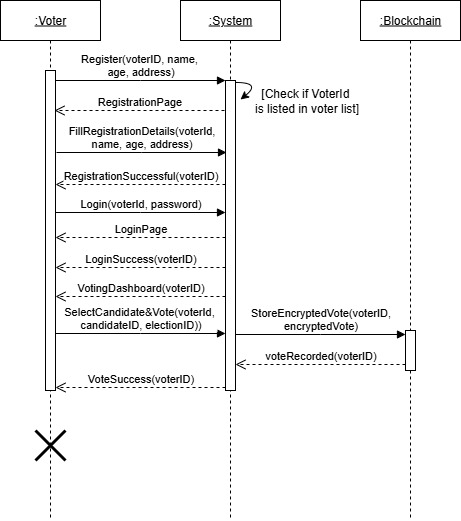 :Voter
:System
:Blockchain
Register(voterID, name,
age, address)
[Check if VoterId
is listed in voter list]
RegistrationPage
FillRegistrationDetails(voterId,
name, age, address)
RegistrationSuccessful(voterID)
Login(voterId, password)
LoginPage
LoginSuccess(voterID)
VotingDashboard(voterID)
SelectCandidate&Vote(voterId,
candidateID, electionID))
StoreEncryptedVote(voterID,
encryptedVote)
voteRecorded(voterID)
VoteSuccess(voterID)